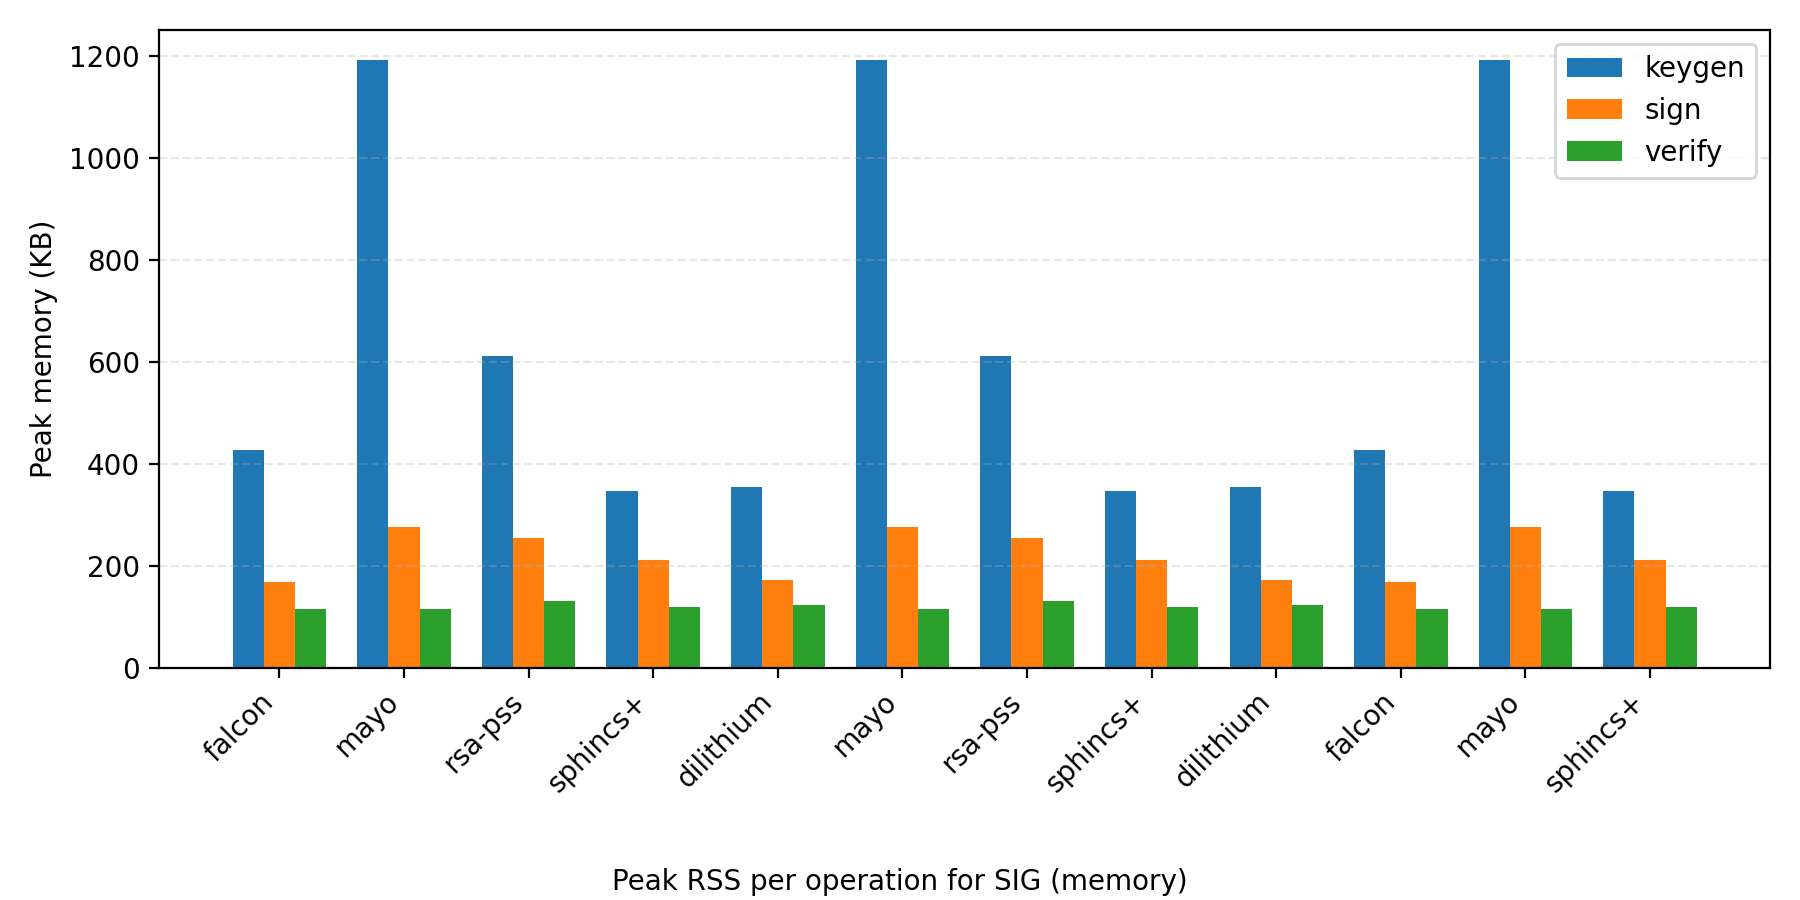 1200
1000
800
600
400
200
0
Peak memory (KB)
keygen
sign
verify
falcon
mayo
rsa-pss
sphincs+
dilithium
mayo
rsa-pss
sphincs+
dilithium
falcon
mayo
sphincs+
Peak RSS per operation for SIG (memory)